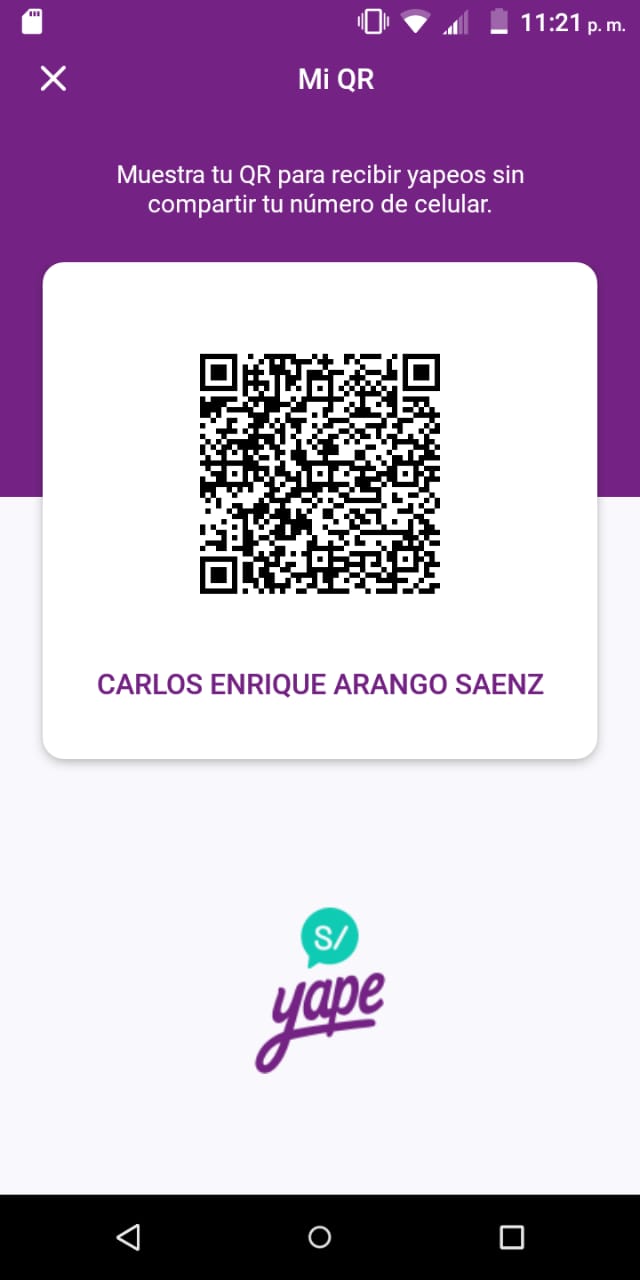 11:21 p. m.
Mi QR
Muestra tu QR para recibir yapeos sin
compartir tu número de celular.
CARLOS ENRIQUE ARANGO SAENZ
S/
yape